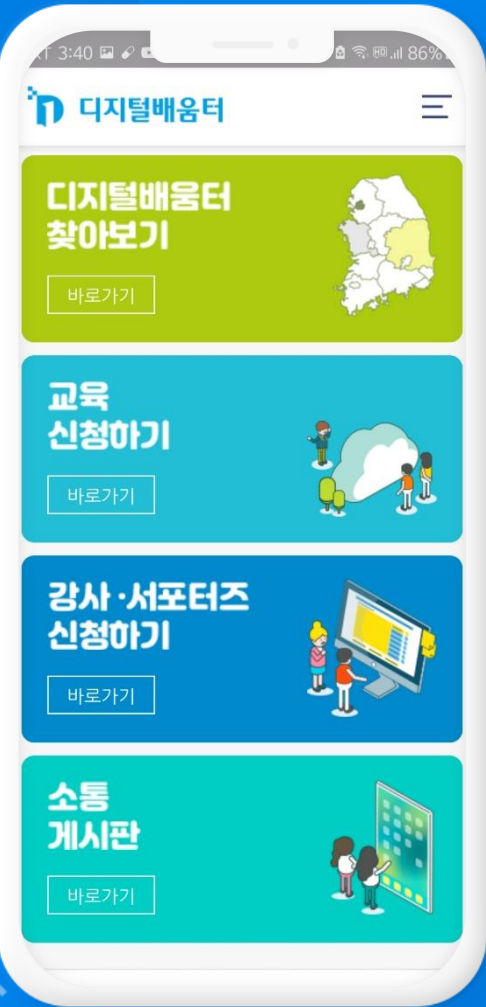 3:40
86%
디지털배움터
디지털배움터
찾아보기
바로가기
교육
신청하기
바로가기
강사·서포터즈
신청하기
바로가기
소통
게시판
바로가기